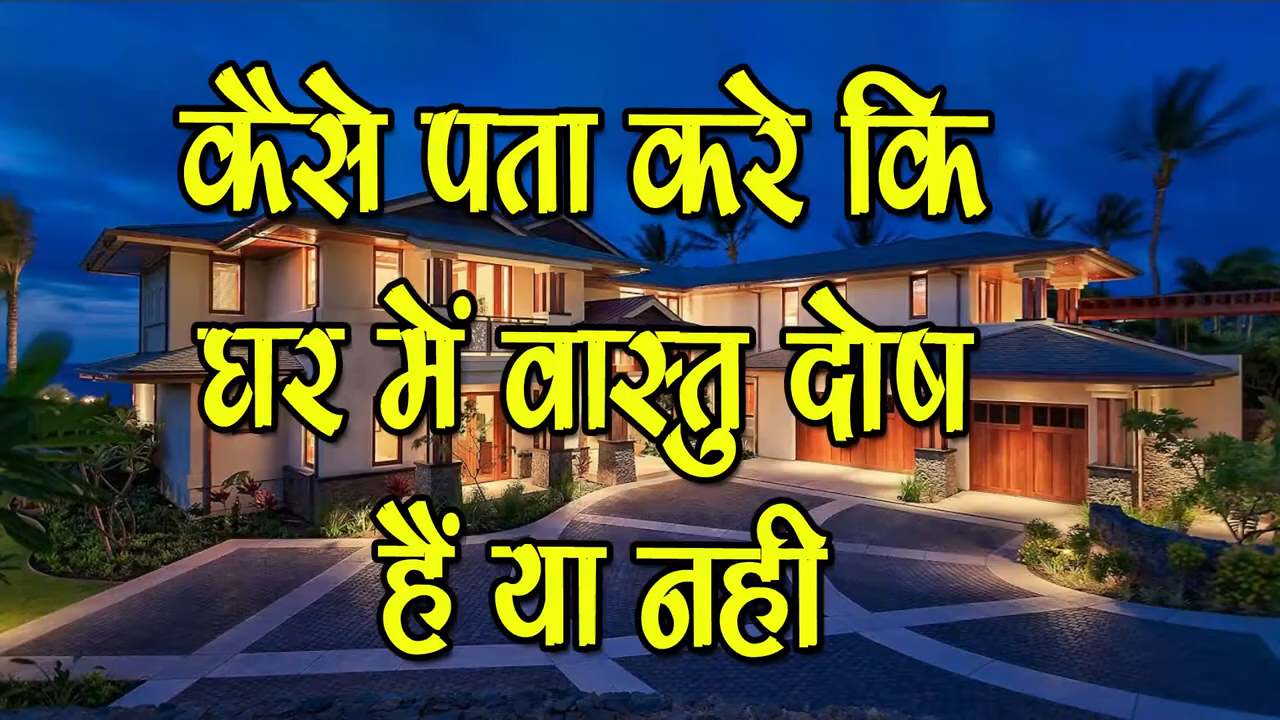 कैसे पता करे कि
घर में वास्तु दोष
हैं या नही